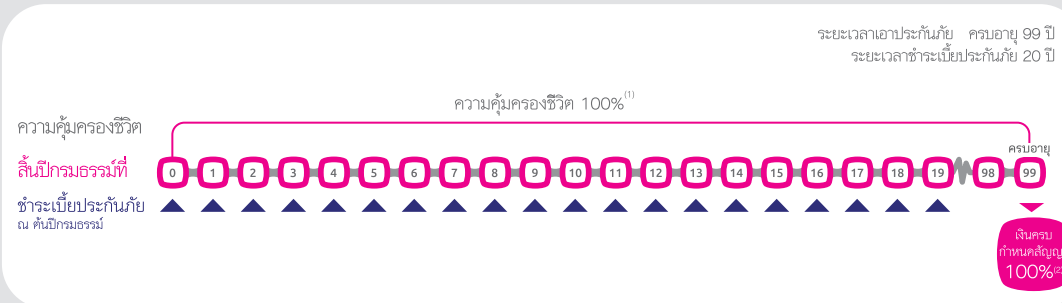 ระยะเวลาเอาประกันภัย ครบอายุ 99 ปี
ระยะเวลาชำระเบี้ยประกันภัย 20 ปี
ความคุ้มครองชีวิต 100%(1)
ความคุ้มครองชีวิต
ครบอายุ
สิ้นปีกรมธรรม์ที่ 0 1 2 3 4 5 6 7 8 9 10 11 12 13 14 15 16 17 18 19 98 99
ชำระเบี้ยประกันภัย
ณ ต้นปีกรมธรรม์
เงินครบ
กำหนดสัญญ
100%(2)